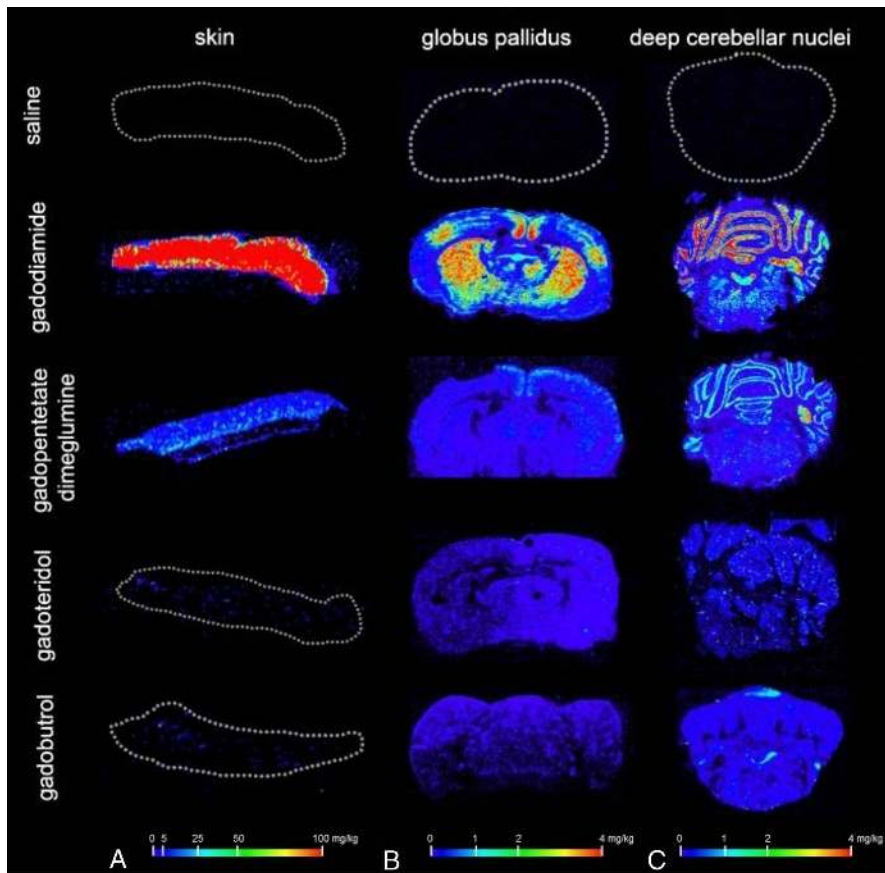 skin
globus pallidus
deep cerebellar nuclei
saline
gadodiamide
gadopentetate
dimeglumine
gadoteridol
gadobutrol
A
0 5 25 50 100 mg/kg
B
0 1 2 4 mg/kg
C
0 1 2 4 mg/kg